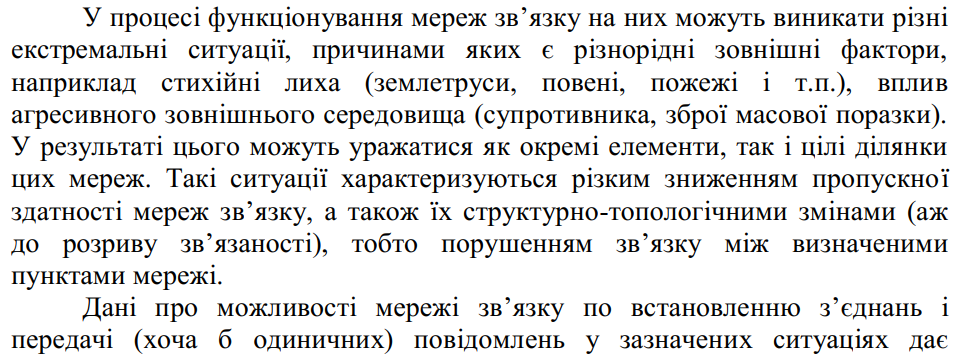 У процесі функціонування мереж зв’язку на них можуть виникати різні
екстремальні ситуації, причинами яких є різнорідні зовнішні фактори,
наприклад стихійні лиха (землетруси, повені, пожежі і т.п.), вплив
агресивного зовнішнього середовища (супротивника, зброї масової поразки).
У результаті цього можуть уражатися як окремі елементи, так і цілі ділянки
цих мереж. Такі ситуації характеризуються різким зниженням пропускної
здатності мереж зв’язку, а також їх структурно-топологічними змінами (аж
до розриву зв’язаності), тобто порушенням зв’язку між визначеними
пунктами мережі.
Дані про можливості мережі зв’язку по встановленню з’єднань і
передачі (хоча б одиничних) повідомлень у зазначених ситуаціях дає